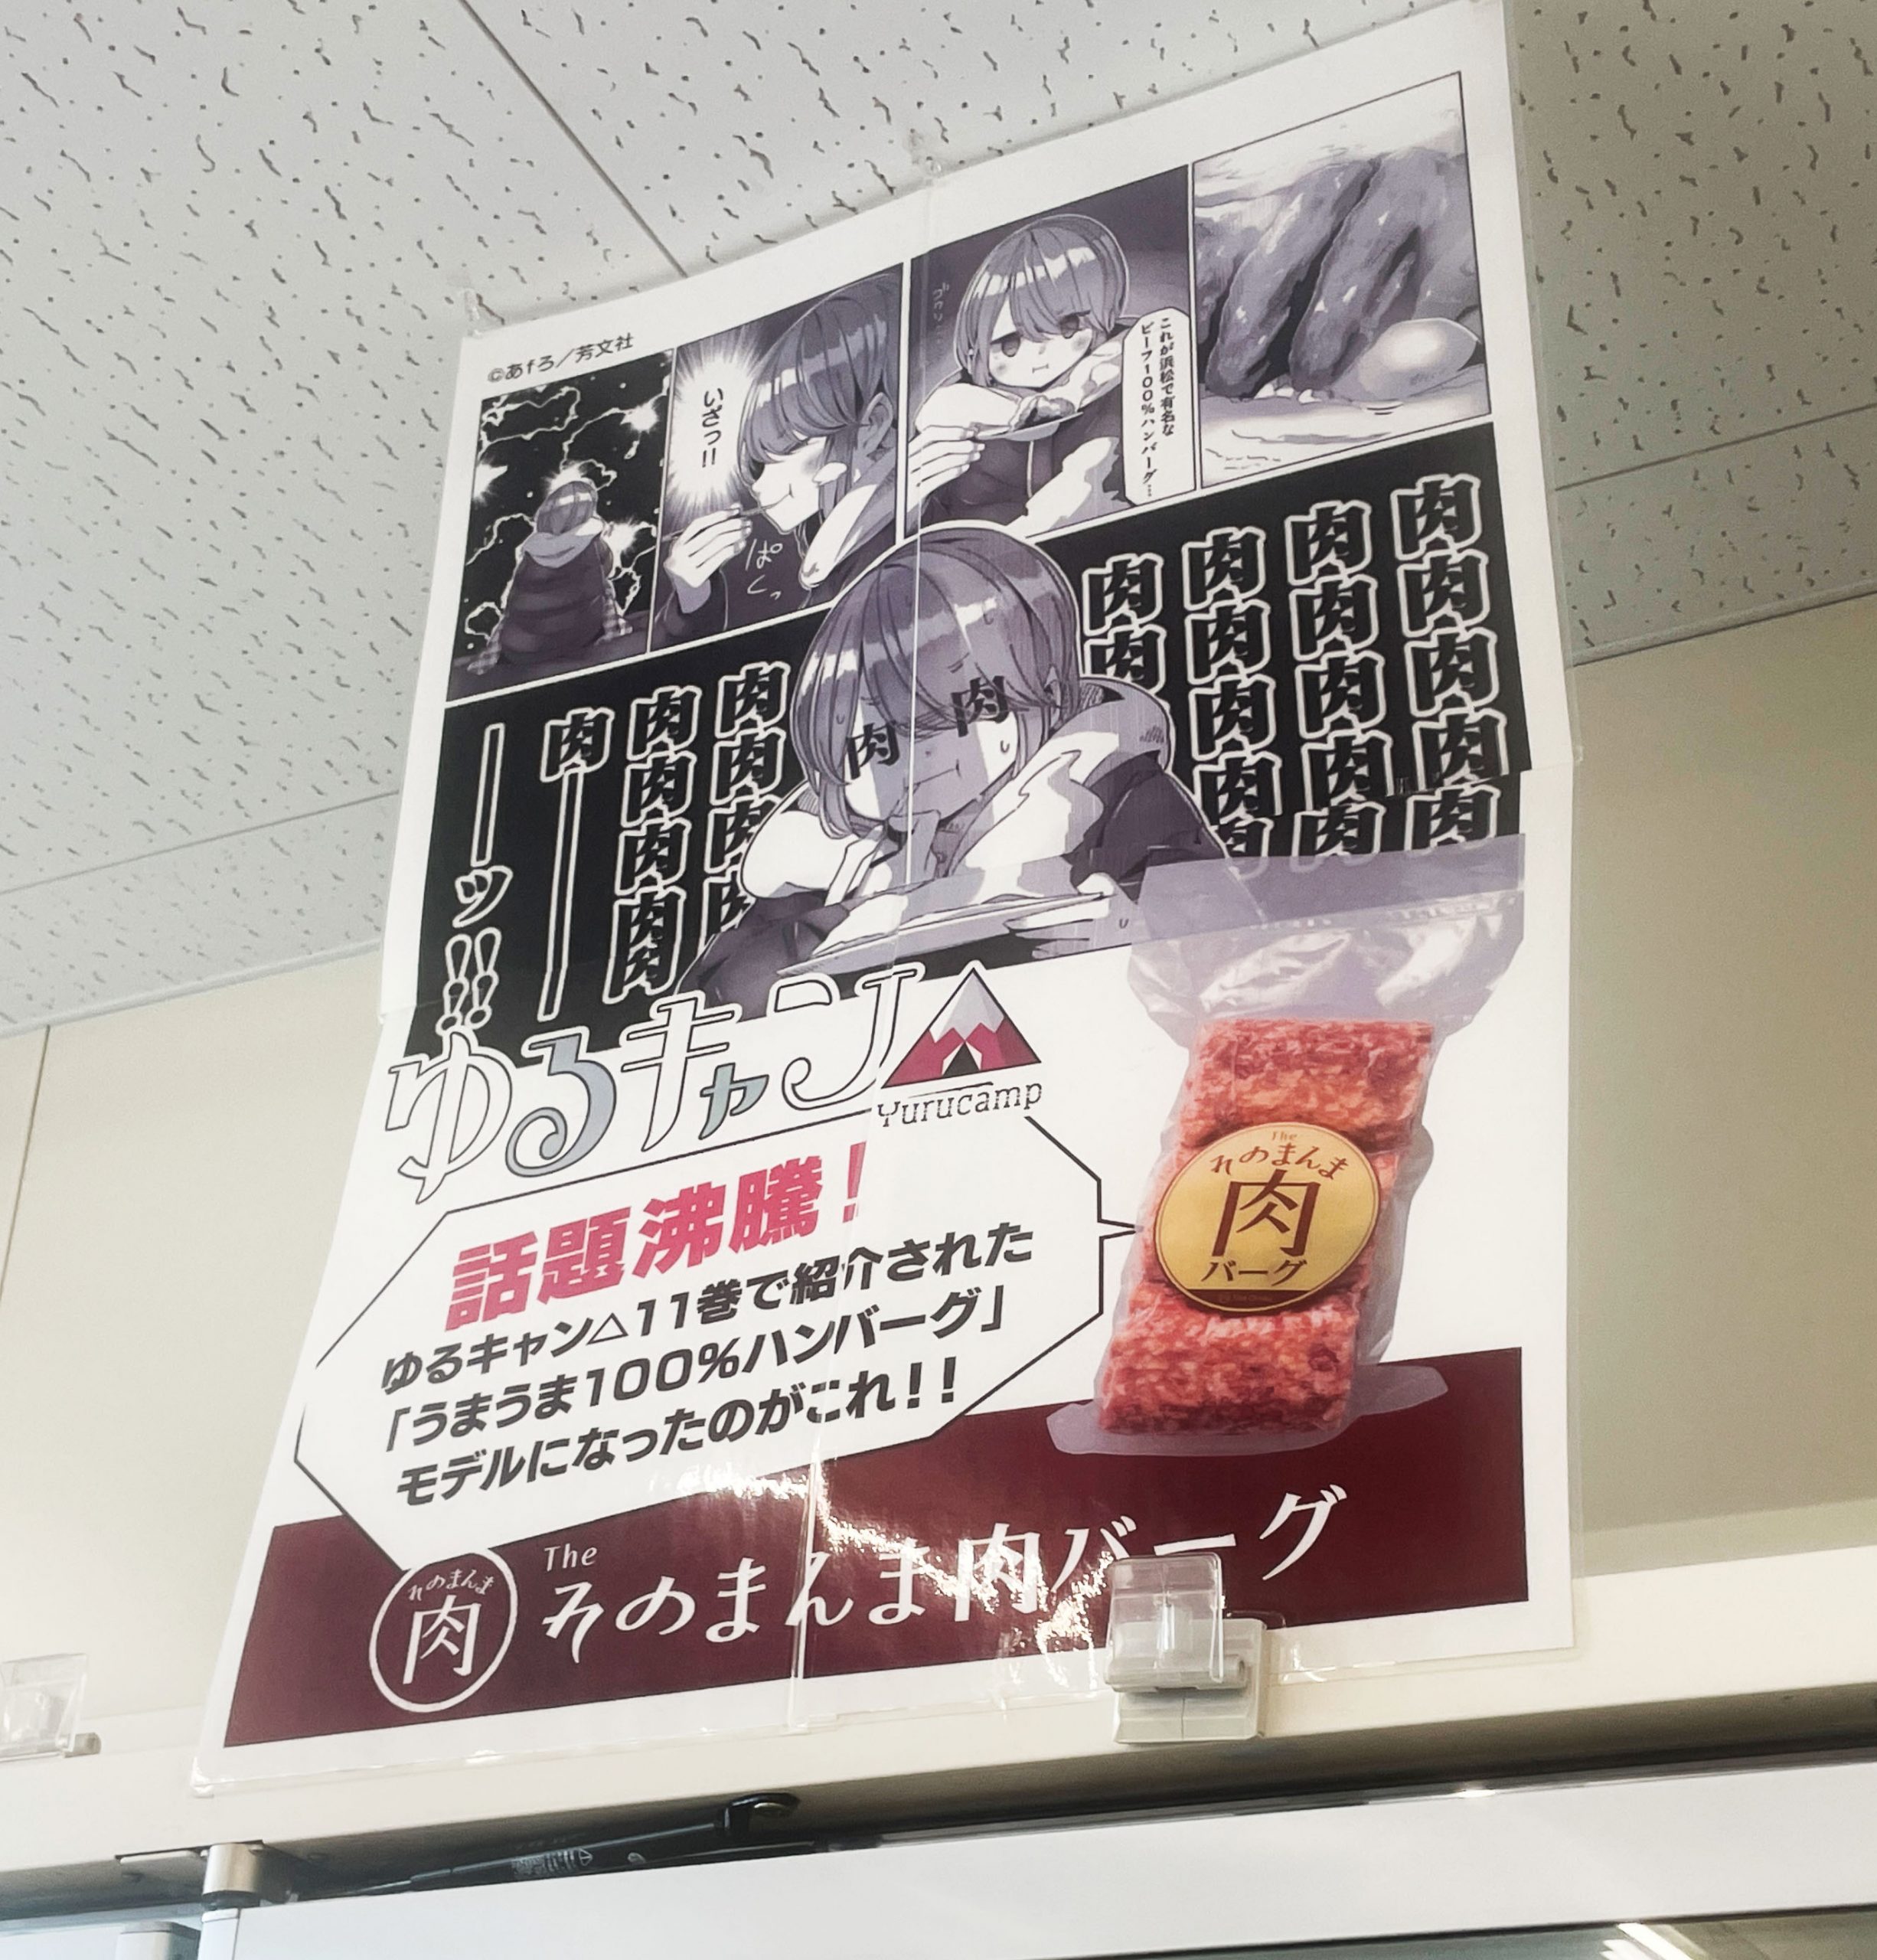 ©あfろ/芳文社
これが浜松で有名な
ビーフ100%ハンバーグ…
ゴクッ
いざっ!!
ぱくっ
肉肉肉肉肉
肉肉肉肉肉
肉肉肉肉肉
肉肉
肉 肉
肉肉肉肉
肉肉肉肉
肉――
――ッ!!!!
ゆるキャン△
Yurucamp
話題沸騰!
ゆるキャン△11巻で紹介された
「うまうま100%ハンバーグ」
モデルになったのがこれ!!
The
そのまんま
肉
バーグ
そのまんま
肉
The
そのまんま肉バーグ